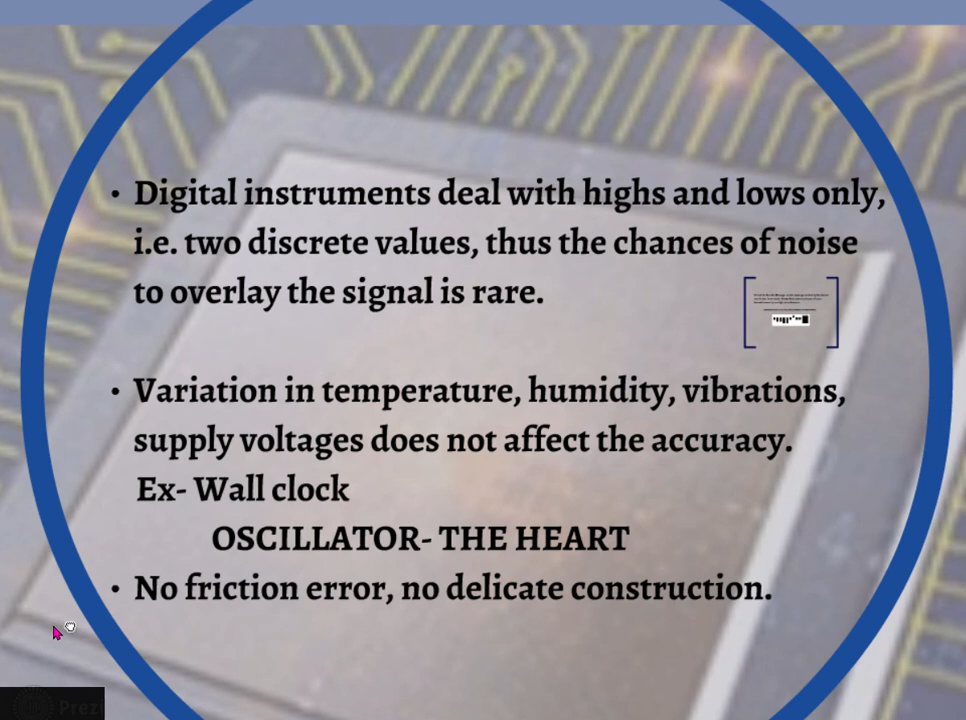 • Digital instruments deal with highs and lows only,
i.e. two discrete values, thus the chances of noise
to overlay the signal is rare.
• Variation in temperature, humidity, vibrations,
supply voltages does not affect the accuracy.
Ex- Wall clock
OSCILLATOR- THE HEART
• No friction error, no delicate construction.
Prezi